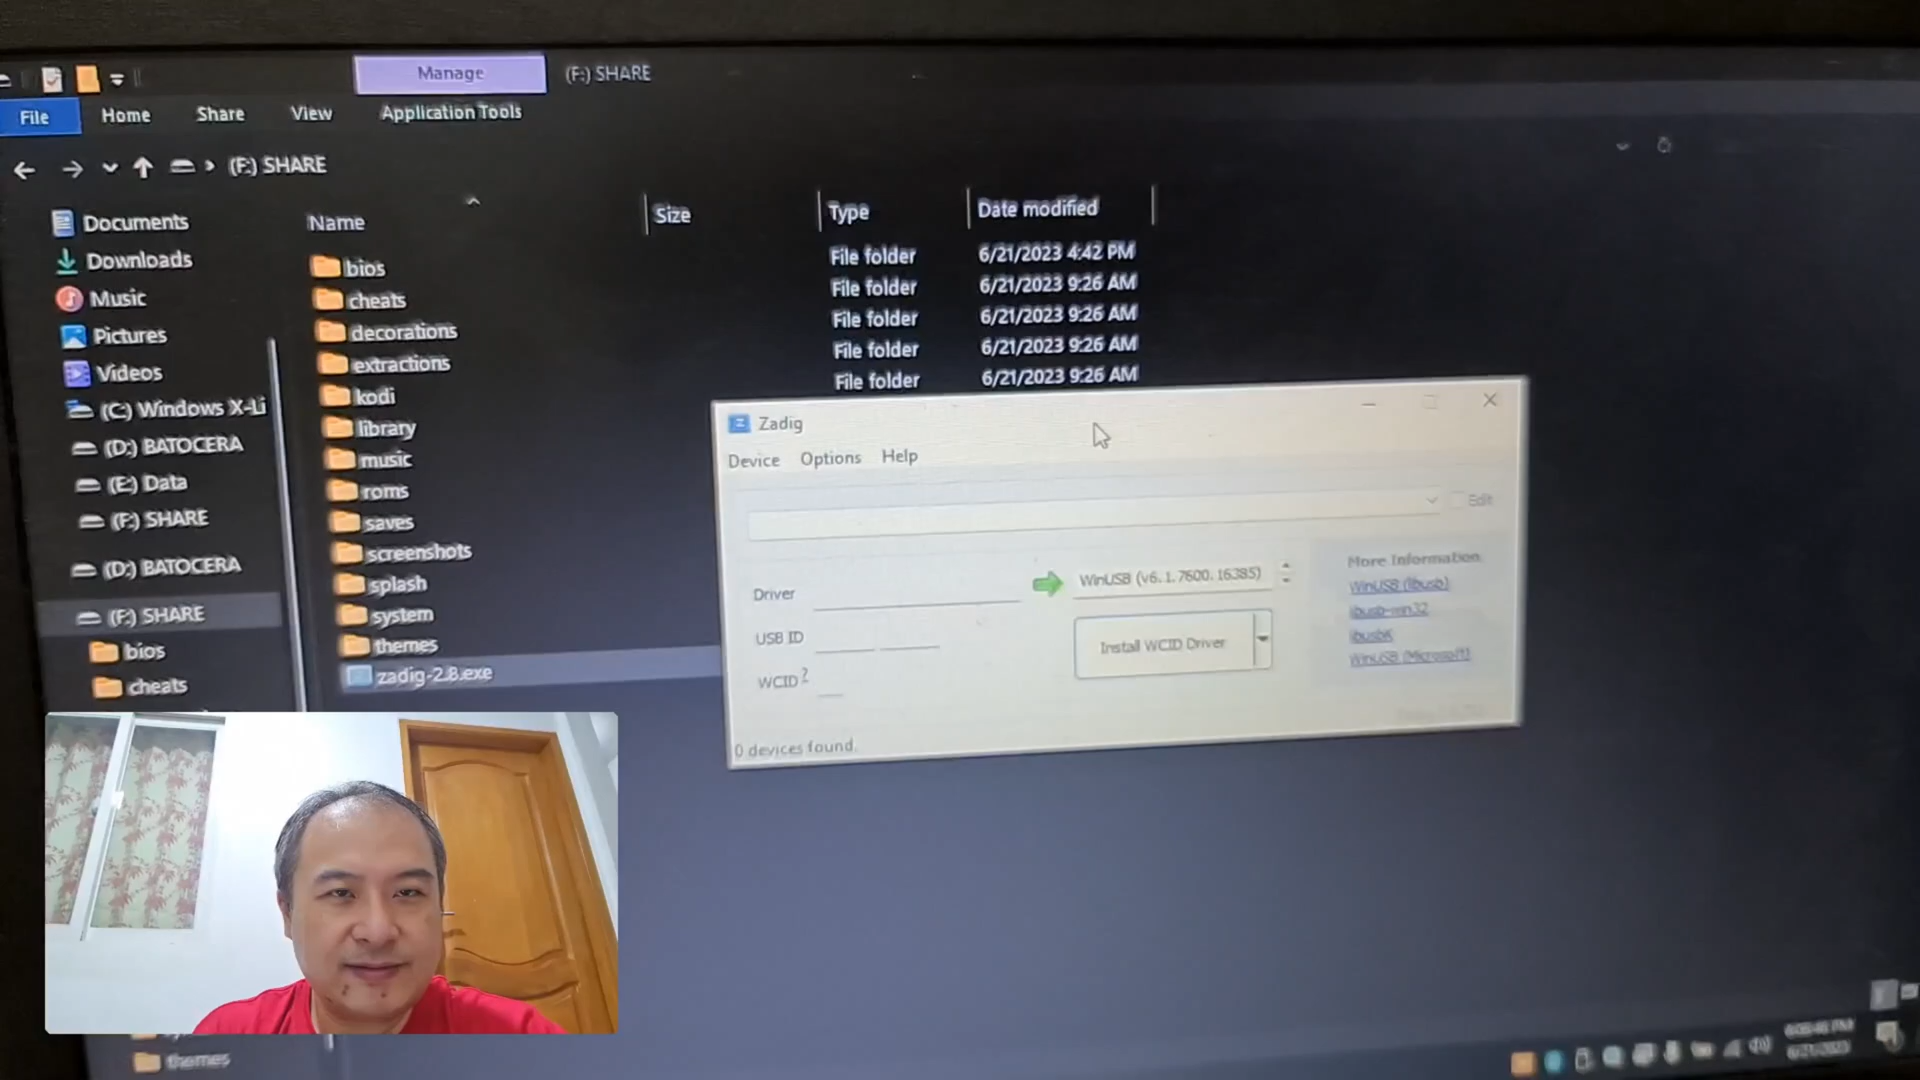 Manage
(F:) SHARE
File
Home
Share
View
Application Tools
(F:) SHARE
Name
Size
Type
Date modified
Documents
Downloads
Music
Pictures
Videos
(C:) Windows X-Li
(D:) BATOCERA
(E:) Data
(F:) SHARE
(D:) BATOCERA
(F:) SHARE
bios
cheats
themes
bios
File folder
6/21/2023 4:42 PM
cheats
File folder
6/21/2023 9:26 AM
decorations
File folder
6/21/2023 9:26 AM
extractions
File folder
6/21/2023 9:26 AM
kodi
File folder
6/21/2023 9:26 AM
library
music
roms
saves
screenshots
splash
system
themes
zadig-2.8.exe
Zadig
Device
Options
Help
Edit
Driver
WinUSB (v6.1.7600.16385)
USB ID
WCID ?
Install WCID Driver
More Information
WinUSB (libusb)
libusb-win32
libusbK
WinUSB (Microsoft)
0 devices found.